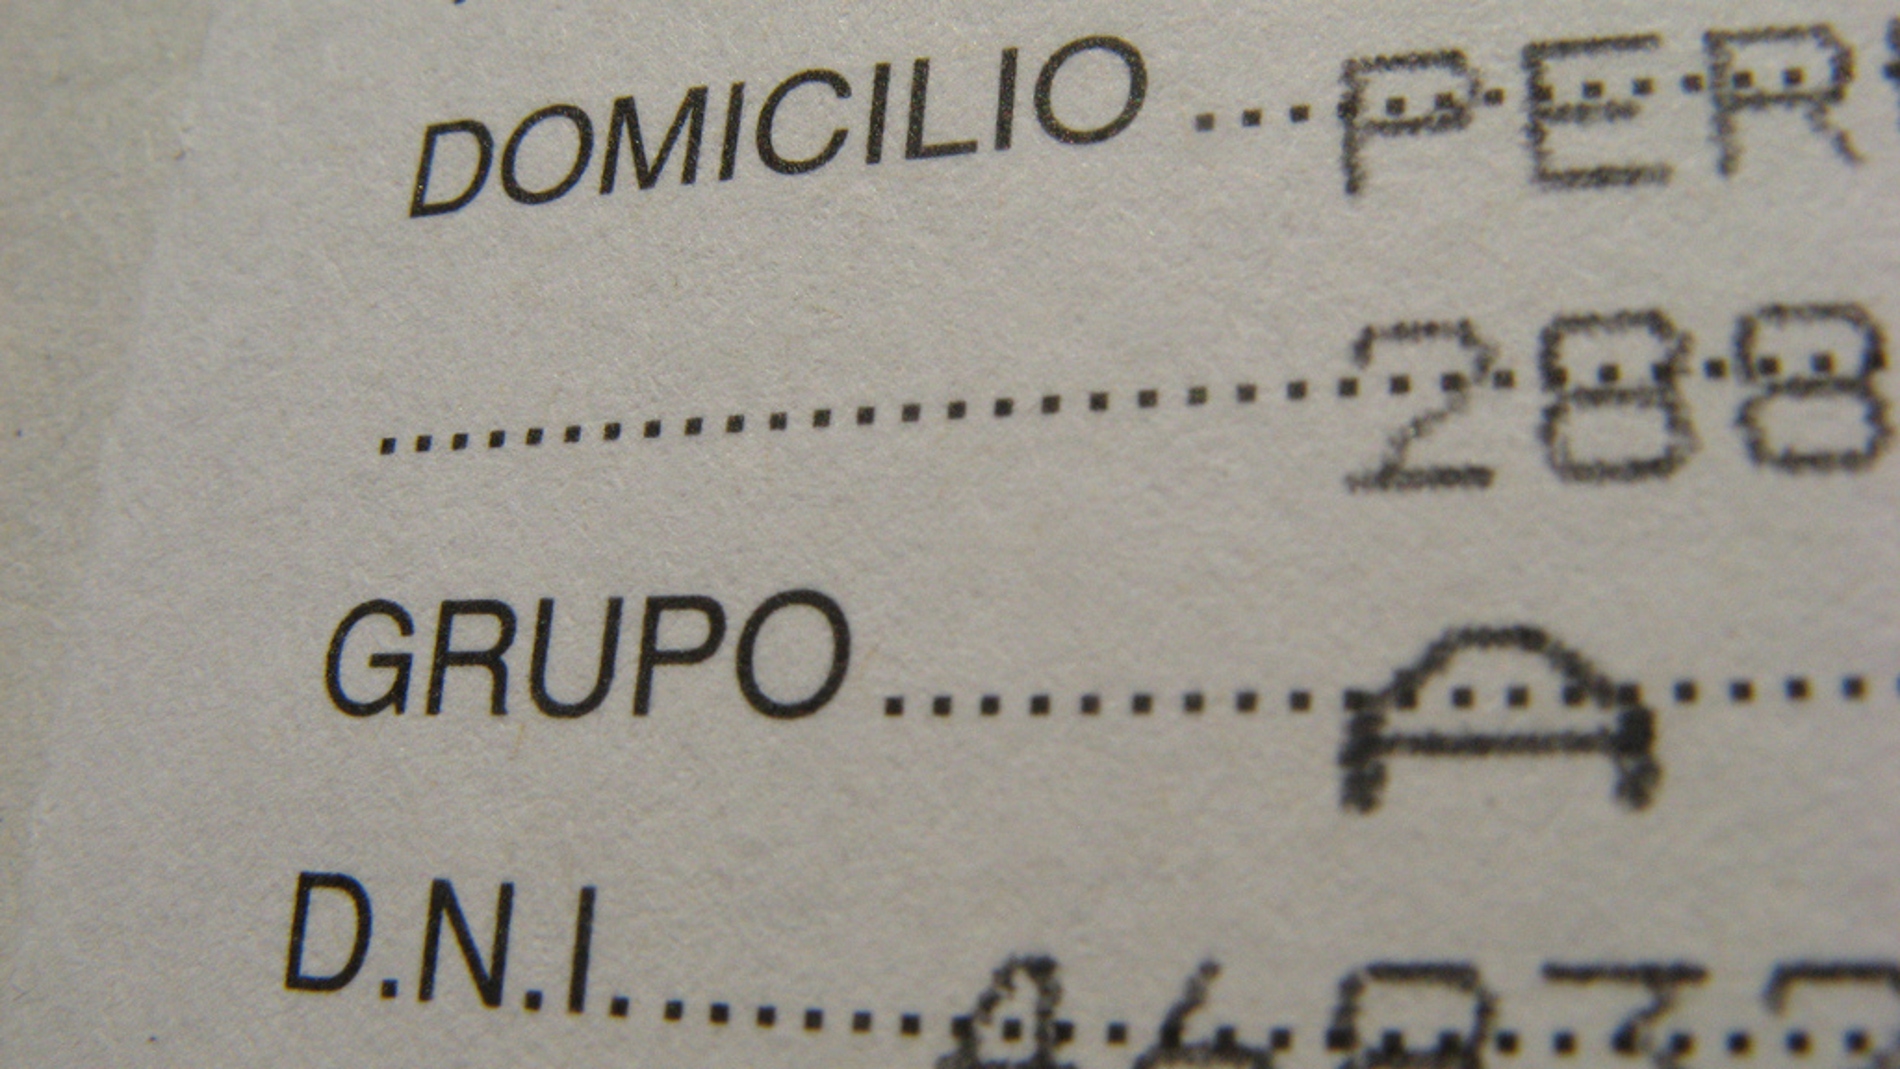 DOMICILIO ... PER
288
GRUPO ........ A ....
D.N.I. .......